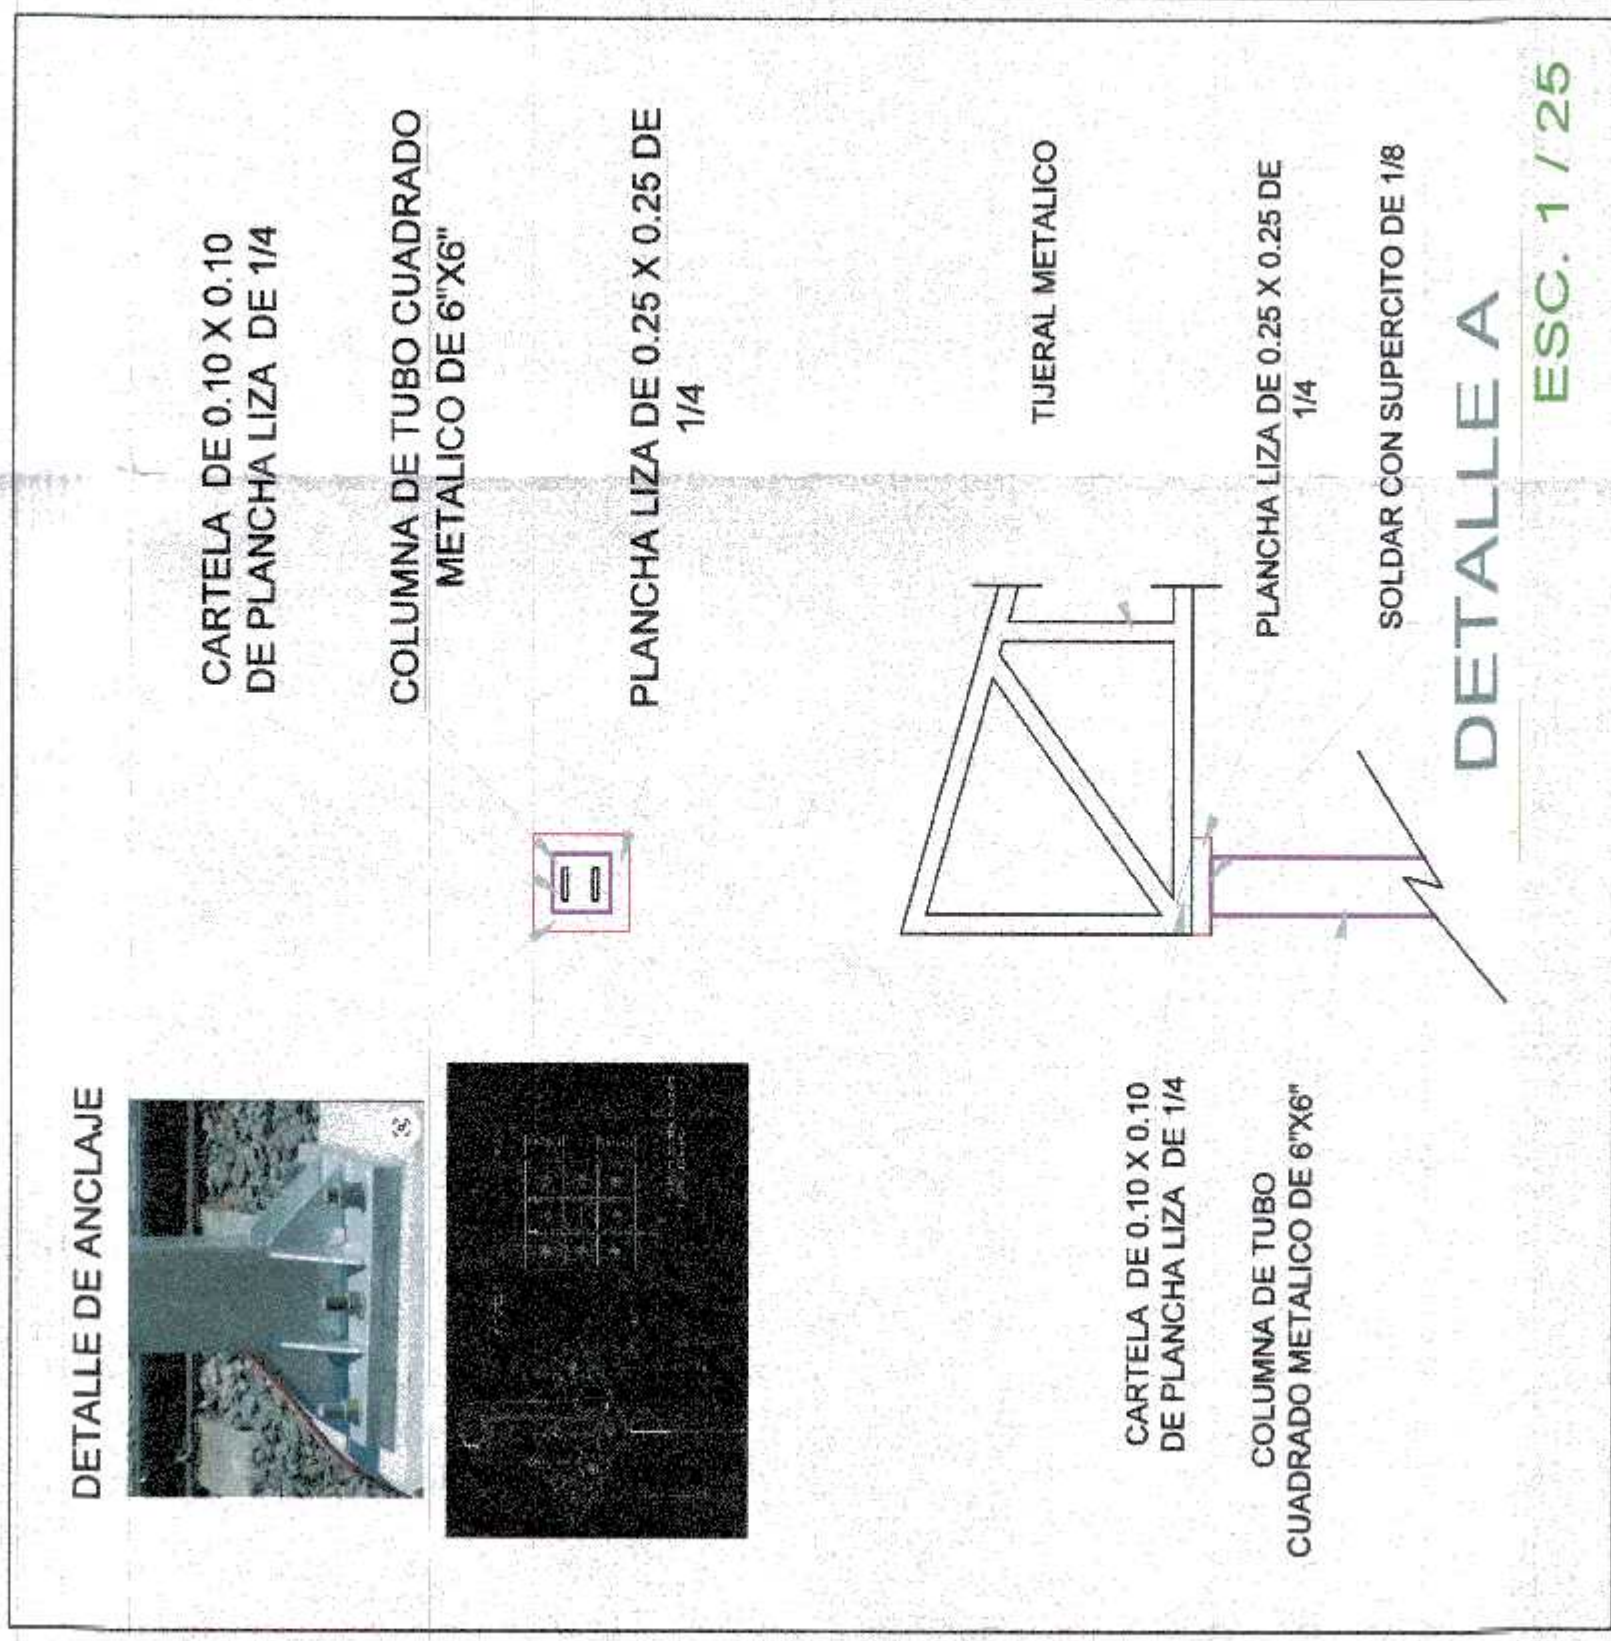 DETALLE DE ANCLAJE
CARTELA DE 0.10 X 0.10
DE PLANCHA LIZA DE 1/4
COLUMNA DE TUBO CUADRADO
METALICO DE 6"X6"
PLANCHA LIZA DE 0.25 X 0.25 DE
1/4
TIJERAL METALICO
CARTELA DE 0.10 X 0.10
DE PLANCHA LIZA DE 1/4
COLUMNA DE TUBO
CUADRADO METALICO DE 6"X6"
PLANCHA LIZA DE 0.25 X 0.25 DE
1/4
SOLDAR CON SUPERCITO DE 1/8
DETALLE A
ESC. 1 / 25